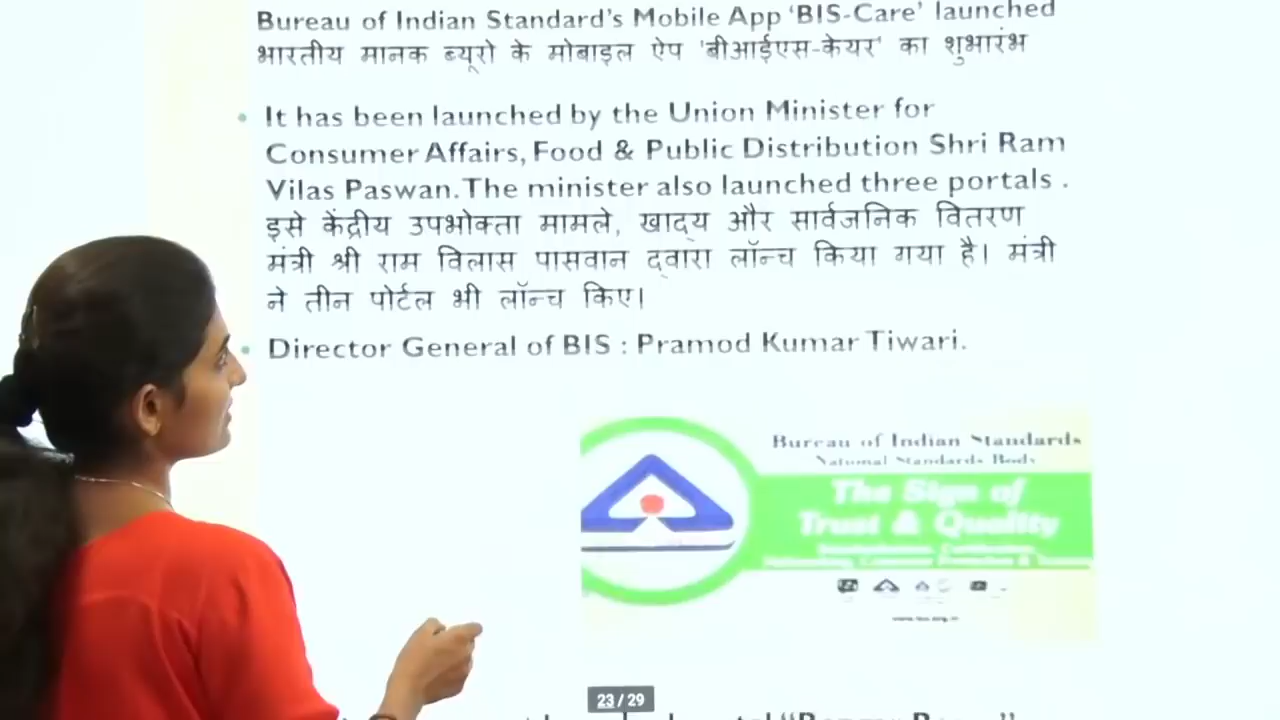 Bureau of Indian Standard's Mobile App 'BIS-Care' launched
भारतीय मानक ब्यूरो के मोबाइल ऐप 'बीआईएस-केयर' का शुभारंभ
• It has been launched by the Union Minister for
Consumer Affairs, Food & Public Distribution Shri Ram
Vilas Paswan. The minister also launched three portals .
इसे केंद्रीय उपभोक्ता मामले, खाद्य और सार्वजनिक वितरण
मंत्री श्री राम विलास पासवान द्वारा लॉन्च किया गया है। मंत्री
ने तीन पोर्टल भी लॉन्च किए।
• Director General of BIS : Pramod Kumar Tiwari.
Bureau of Indian Standards
National Standards Body
The Sign of
Trust & Quality
23 / 29